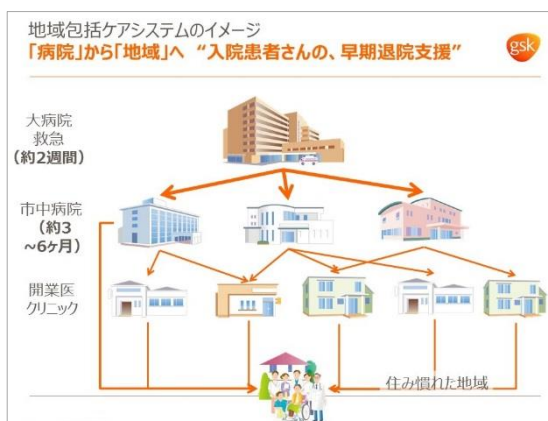 地域包括ケアシステムのイメージ
「病院」から「地域」へ “入院患者さんの、早期退院支援”
gsk
大病院
救急
(約2週間)
市中病院
(約3
~6ヶ月)
開業医
クリニック
住み慣れた地域